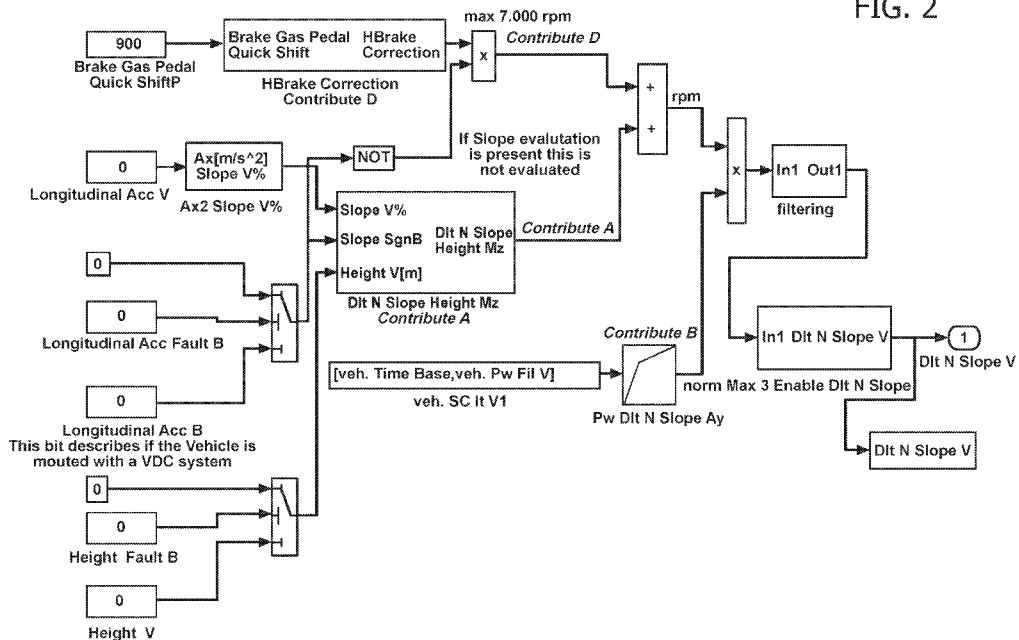 FIG. 2
max 7.000 rpm
900
Brake Gas Pedal
Quick ShiftP
Brake Gas Pedal HBrake
Quick Shift Correction
HBrake Correction
Contribute D
x
Contribute D
+
+
rpm
If Slope evalutation
is present this is
not evaluated
0
Longitudinal Acc V
Ax[m/s^2]
Slope V%
Ax2 Slope V%
NOT
x
In1 Out1
filtering
Slope V%
Slope SgnB
Height V[m]
Dlt N Slope
Height Mz
Contribute A
Dlt N Slope Height Mz
Contribute A
0
0
Longitudinal Acc Fault B
0
Longitudinal Acc B
This bit describes if the Vehicle is
mouted with a VDC system
Contribute B
[veh. Time Base,veh. Pw Fil V]
veh. SC It V1
Pw Dlt N Slope Ay
In1 Dlt N Slope V
norm Max 3 Enable Dlt N Slope
1
Dlt N Slope V
Dlt N Slope V
0
0
Height Fault B
0
Height V